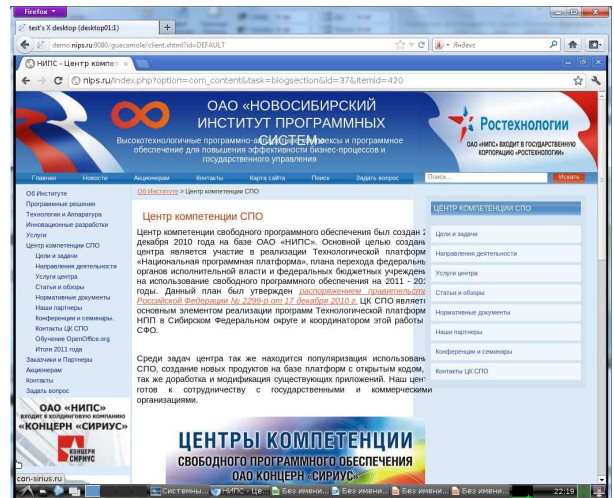 Firefox
test's X desktop (desktop01:1)
demo.nips.ru:9080/guacamole/client.xhtml?id=DEFAULT
Яндекс
НИПС - Центр компет
nips.ru/index.php?option=com_content&task=blogsection&id=37&Itemid=420
ОАО «НОВОСИБИРСКИЙ
ИНСТИТУТ ПРОГРАММНЫХ
СИСТЕМ»
Высокотехнологичные программно- комплексы и программное
обеспечение для повышения эффективности бизнес-процессов и
государственного управления
Ростехнологии
ОАО «НИПС» ВХОДИТ В ГОСУДАРСТВЕННУЮ
КОРПОРАЦИЮ «РОСТЕХНОЛОГИИ»
Главная Новости Акционерам Контакты Карта сайта Поиск Задать вопрос Поиск... Искать
Об Институте
Программные решения
Технологии и Аппаратура
Инновационные разработки
Услуги
Центр компетенции СПО
Цели и задачи
Направления деятельности
Услуги центра
Статьи и обзоры
Нормативные документы
Наши партнеры
Конференции и семинары.
Контакты ЦК СПО
Обучение OpenOffice.org
Итоги 2011 года
Заказчики и Партнеры
Акционерам
Контакты
Задать вопрос
ОАО «НИПС»
ВХОДИТ В ХОЛДИНГОВУЮ КОМПАНИЮ
«КОНЦЕРН «СИРИУС»
КОНЦЕРН
СИРИУС
con-sirius.ru
Об Институте > Центр компетенции СПО
Центр компетенции СПО
Центр компетенции свободного программного обеспечения был создан 2
декабря 2010 года на базе ОАО «НИПС». Основной целью создан
центра является участие в реализации Технологической платформ
«Национальная программная платформа», плана перехода федеральн
органов исполнительной власти и федеральных бюджетных учрежден
на использование свободного программного обеспечения на 2011 - 20
годы. Данный план был утвержден распоряжением правительств
Российской Федерации № 2299-р от 17 декабря 2010 г. ЦК СПО являетс
основным элементом реализации программ Технологической платформ
НПП в Сибирском Федеральном округе и координатором этой работы
СФО.
Среди задач центра так же находится популяризация использован
СПО, создание новых продуктов на базе платформ с открытым кодом,
так же доработка и модификация существующих приложений. Наш цен
готов к сотрудничеству с государственными и коммерческим
организациями.
ЦЕНТРЫ КОМПЕТЕНЦИИ
СВОБОДНОГО ПРОГРАММНОГО ОБЕСПЕЧЕНИЯ
ОАО КОНЦЕРН «СИРИУС»
ЦЕНТР КОМПЕТЕНЦИИ СПО
Цели и задачи
Направления деятельности
Услуги центра
Статьи и обзоры
Нормативные документы
Наши партнеры
Конференции и семинары
Контакты ЦК СПО
Системны... НИПС - Це... Без имени... Без имени... Без имени... Без имени... 22:19